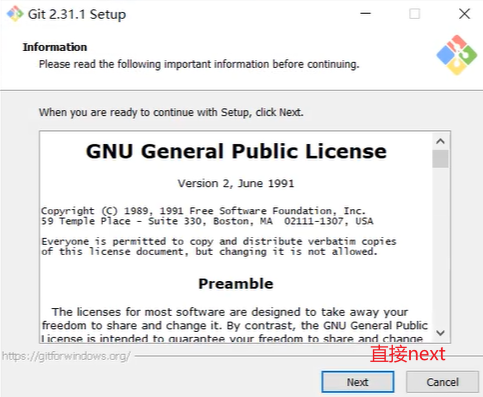 Git 2.31.1 Setup
Information
Please read the following important information before continuing.
When you are ready to continue with Setup, click Next.
GNU General Public License
Version 2, June 1991
Copyright (C) 1989, 1991 Free Software Foundation, Inc.
59 Temple Place - Suite 330, Boston, MA  02111-1307, USA
Everyone is permitted to copy and distribute verbatim copies
of this license document, but changing it is not allowed.
Preamble
The licenses for most software are designed to take away your
freedom to share and change it. By contrast, the GNU General Public
License is intended to guarantee your freedom to share and change
https://gitforwindows.org/
直接next
Next
Cancel